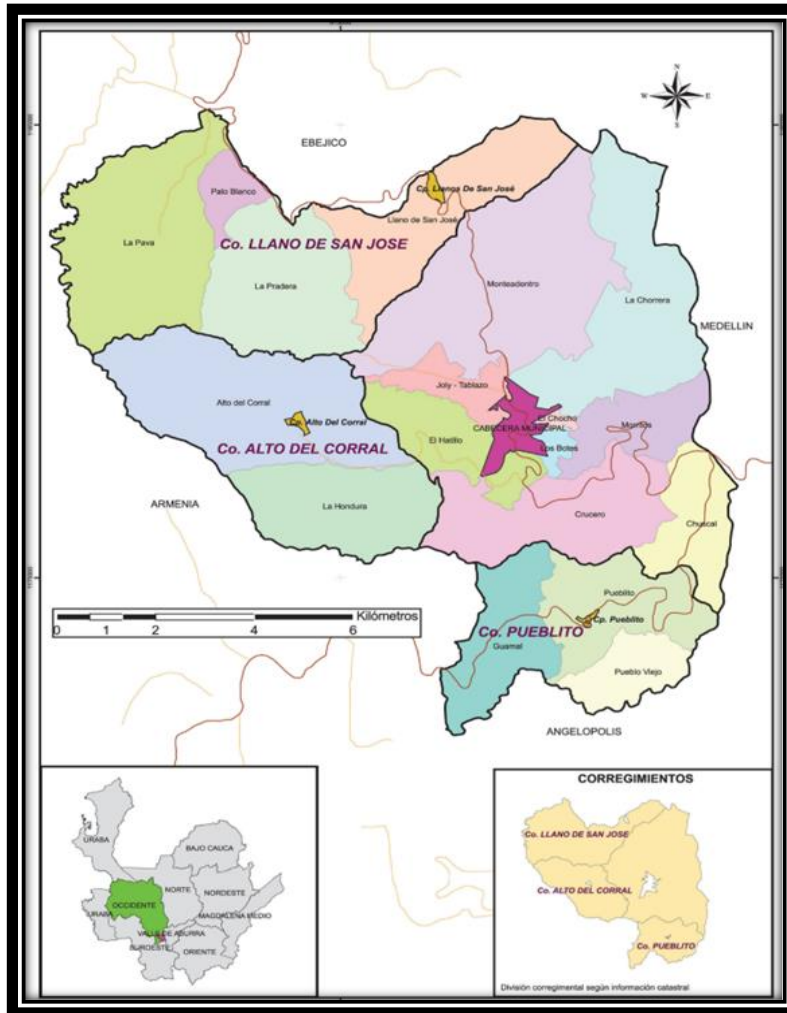 N
W
E
S
EBEJICO
Palo Blanco
Cp. Llanos De San José
Llano de San José
La Pava
Co. LLANO DE SAN JOSE
La Pradera
Monteadentro
La Chorrera
MEDELLIN
Joly - Tablazo
Alto del Corral
Cp. Alto Del Corral
El Chocho
CABECERA MUNICIPAL
El Hatillo
Los Botes
Co. ALTO DEL CORRAL
ARMENIA
La Hondura
Crucero
Chuscal
Pueblito
Kilómetros
0 1 2 4 6
Cp. Pueblito
Co. PUEBLITO
Guamal
Pueblo Viejo
ANGELOPOLIS
URABA
BAJO CAUCA
NORTE
NORDESTE
OCCIDENTE
URABA
MAGDALENA MEDIO
VALLE DE ABURRA
SUROESTE
ORIENTE
CORREGIMIENTOS
Co. LLANO DE SAN JOSE
Co. ALTO DEL CORRAL
Co. PUEBLITO
División corregimental según información catastral